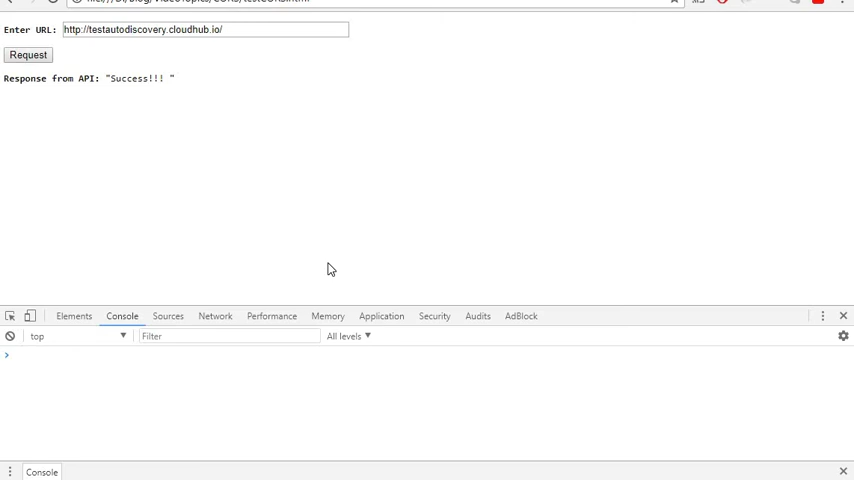 Enter URL: http://testautodiscovery.cloudhub.io/
Request
Response from API: "Success!!! "
Elements Console Sources Network Performance Memory Application Security Audits AdBlock
top Filter All levels
Console